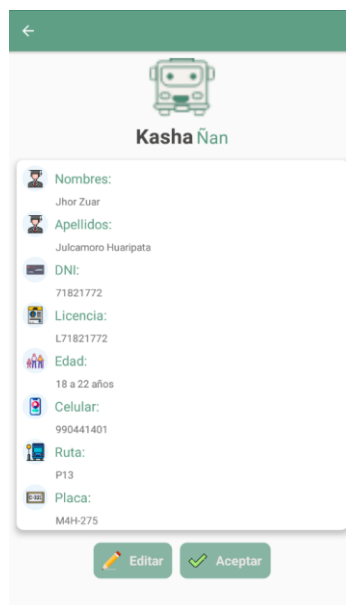 Kasha Ñan
Nombres:
Jhor Zuar
Apellidos:
Julcamoro Huaripata
DNI:
71821772
Licencia:
L71821772
Edad:
18 a 22 años
Celular:
990441401
Ruta:
P13
Placa:
M4H-275
Editar
Aceptar